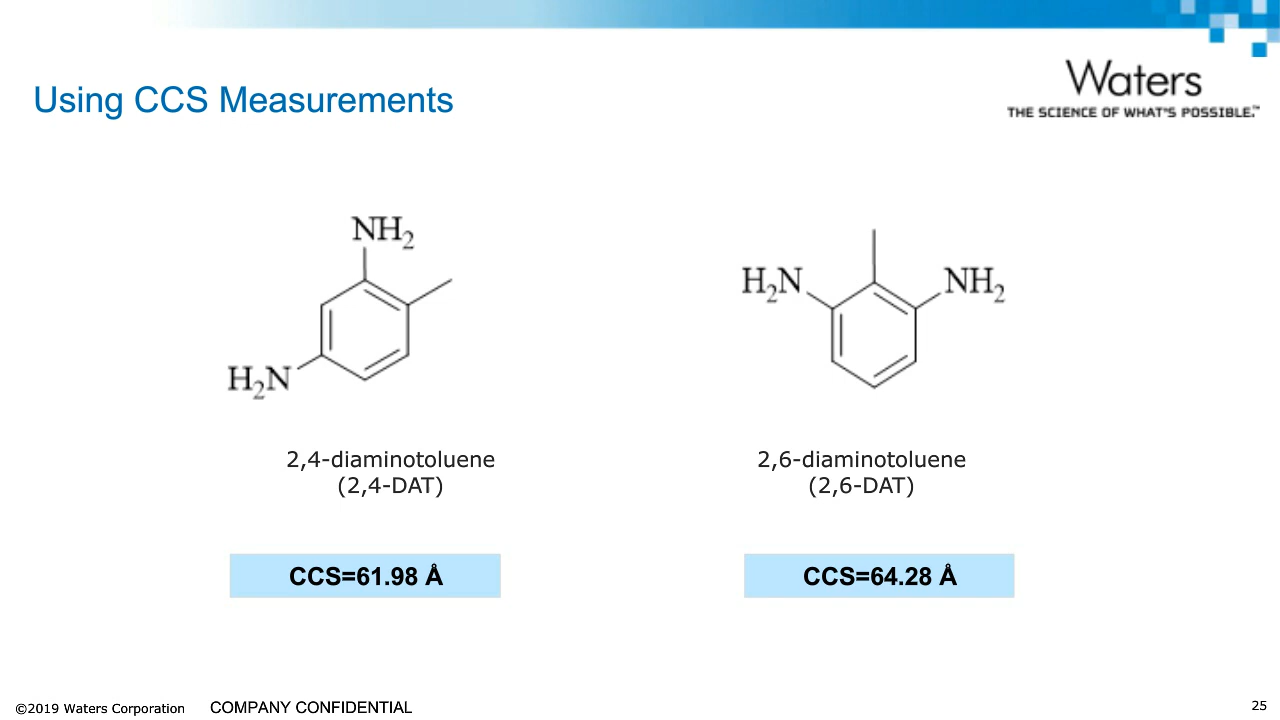 Using CCS Measurements
Waters
THE SCIENCE OF WHAT'S POSSIBLE.™
NH₂
H₂N
H₂N
NH₂
2,4-diaminotoluene
(2,4-DAT)
2,6-diaminotoluene
(2,6-DAT)
CCS=61.98 Å
CCS=64.28 Å
©2019 Waters Corporation COMPANY CONFIDENTIAL
25